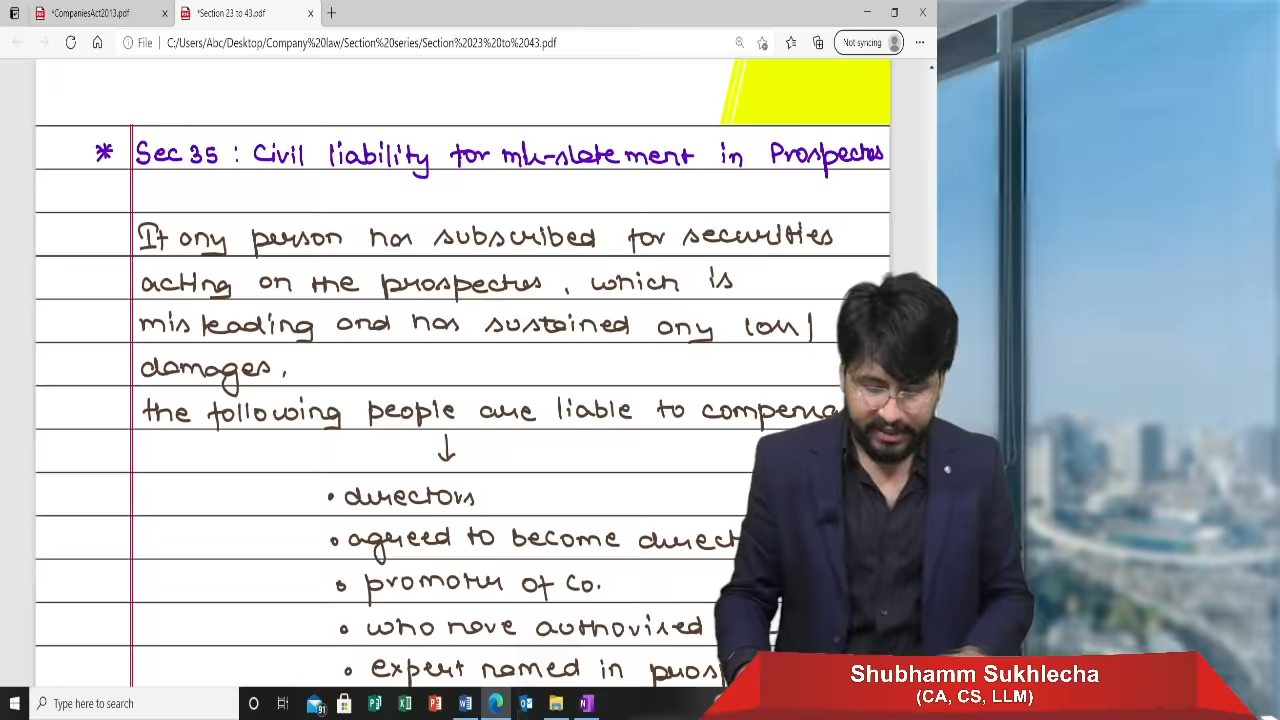 *CompaniesAct2013.pdf
*Section 23 to 43.pdf
File
C:/Users/Abc/Desktop/Company%20law/Section%20series/Section%2023%20to%2043.pdf
Not syncing
* Sec 35 : Civil liability for mis-statement in Prospectus
If any person has subscribed for securities
acting on the prospectus, which is
misleading and has sustained any loss/
damages.
the following people are liable to compensa
↓
• directors
• agreed to become direct
• promoter of Co.
• who have authorised
• expert named in prosp
Shubhamm Sukhlecha
(CA, CS, LLM)
Type here to search
91